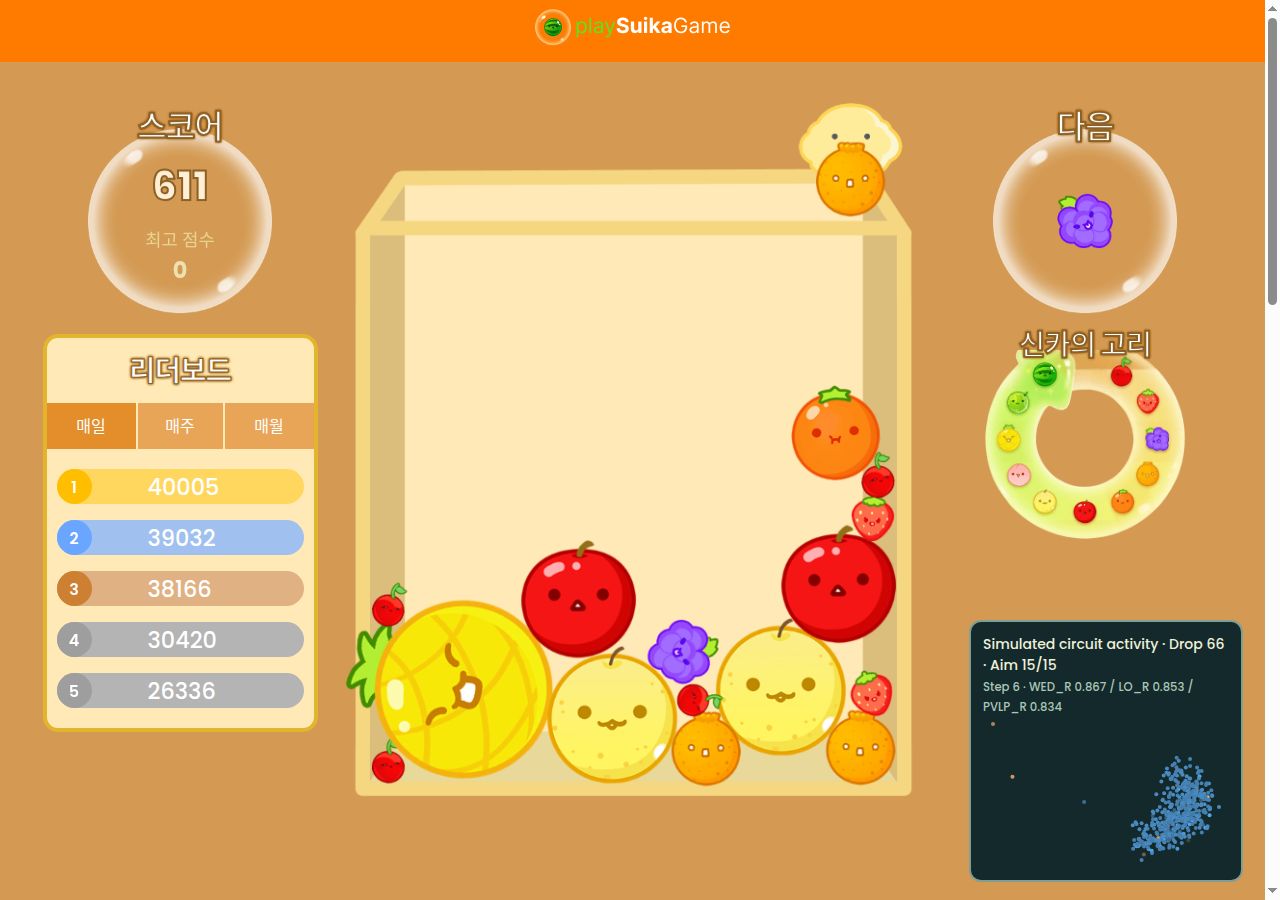 playSuikaGame
스코어
611
최고 점수
0
리더보드
매일 매주 매월
1 40005
2 39032
3 38166
4 30420
5 26336
다음
신카의 고리
Simulated circuit activity · Drop 66
· Aim 15/15
Step 6 · WED_R 0.867 / LO_R 0.853 /
PVLP_R 0.834